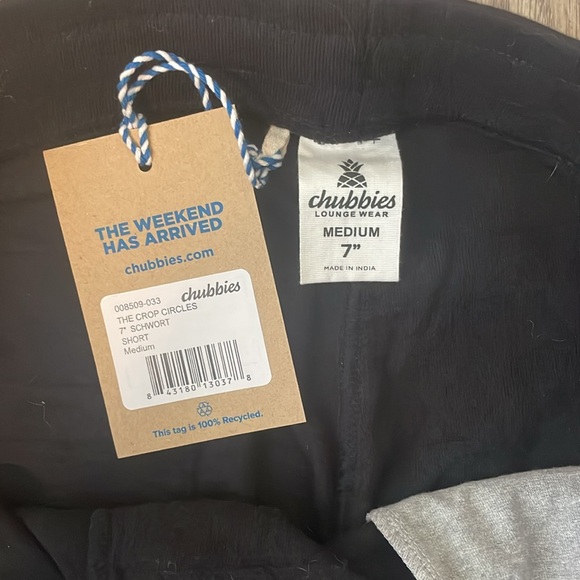 THE WEEKEND
HAS ARRIVED
chubbies.com
008509-033
chubbies
THE CROP CIRCLES
7" SCHWORT
SHORT
Medium
8 43180 13037 8
This tag is 100% Recycled.
chubbies
LOUNGE WEAR
MEDIUM
7"
MADE IN INDIA